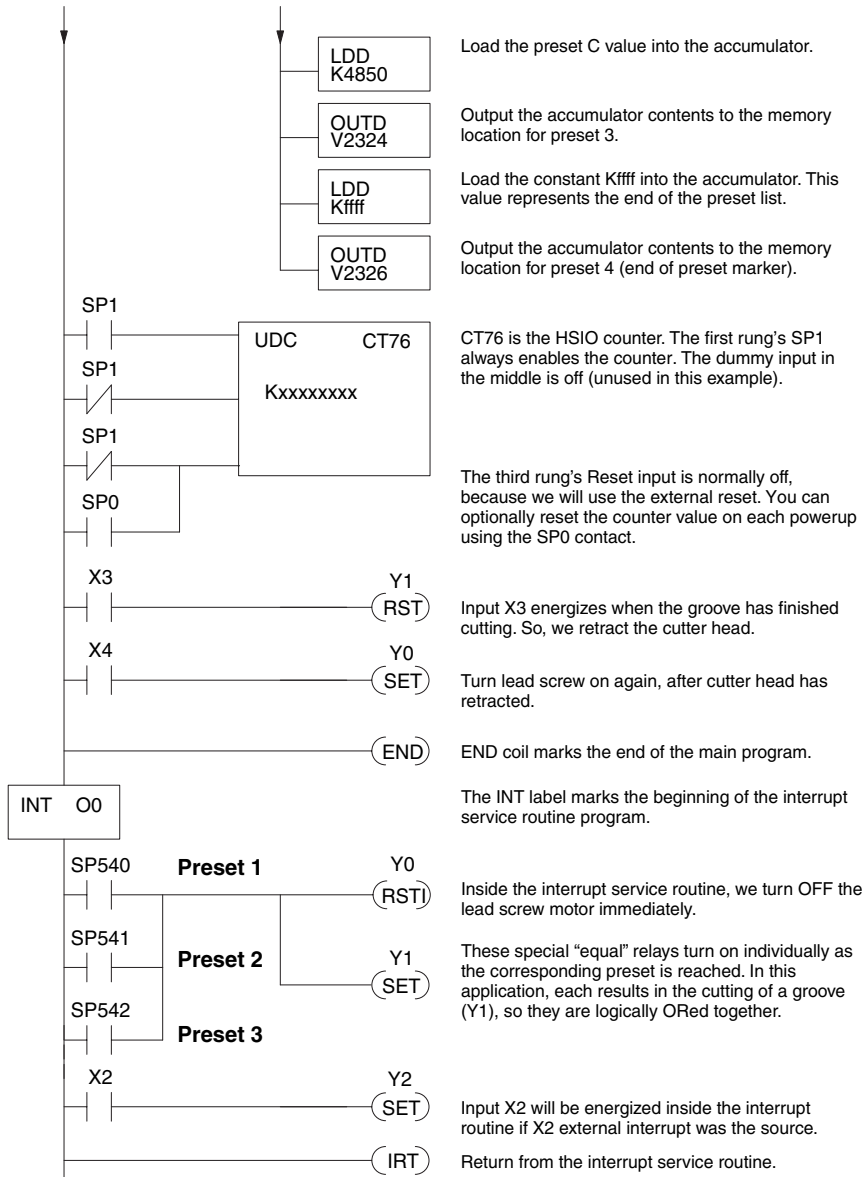 LDD
K4850
Load the preset C value into the accumulator.
OUTD
V2324
Output the accumulator contents to the memory
location for preset 3.
LDD
Kffff
Load the constant Kffff into the accumulator. This
value represents the end of the preset list.
OUTD
V2326
Output the accumulator contents to the memory
location for preset 4 (end of preset marker).
SP1
UDC CT76
CT76 is the HSIO counter. The first rung’s SP1
always enables the counter. The dummy input in
the middle is off (unused in this example).
SP1
Kxxxxxxxx
SP1
The third rung’s Reset input is normally off,
because we will use the external reset. You can
optionally reset the counter value on each powerup
using the SP0 contact.
SP0
X3 Y1
RST
Input X3 energizes when the groove has finished
cutting. So, we retract the cutter head.
X4 Y0
SET
Turn lead screw on again, after cutter head has
retracted.
END
END coil marks the end of the main program.
INT O0
The INT label marks the beginning of the interrupt
service routine program.
SP540 Preset 1 Y0
RSTI
Inside the interrupt service routine, we turn OFF the
lead screw motor immediately.
SP541 Preset 2 Y1
SET
These special “equal” relays turn on individually as
the corresponding preset is reached. In this
application, each results in the cutting of a groove
(Y1), so they are logically ORed together.
SP542 Preset 3
X2 Y2
SET
Input X2 will be energized inside the interrupt
routine if X2 external interrupt was the source.
IRT
Return from the interrupt service routine.